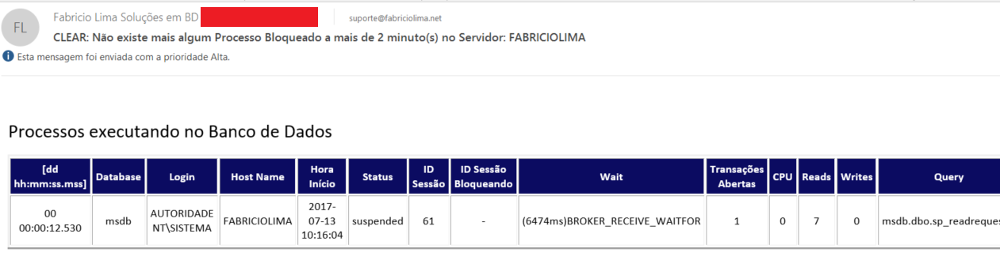 FL
Fabricio Lima Soluções em BD
suporte@fabriciolima.net
CLEAR: Não existe mais algum Processo Bloqueado a mais de 2 minuto(s) no Servidor: FABRICIOLIMA
Esta mensagem foi enviada com a prioridade Alta.
Processos executando no Banco de Dados
[dd hh:mm:ss.mss] Database Login Host Name Hora Início Status ID Sessão ID Sessão Bloqueando Wait Transações Abertas CPU Reads Writes Query
00 00:00:12.530 msdb AUTORIDADE NT\SISTEMA FABRICIOLIMA 2017-07-13 10:16:04 suspended 61 - (6474ms)BROKER_RECEIVE_WAITFOR 1 0 7 0 msdb.dbo.sp_readreques